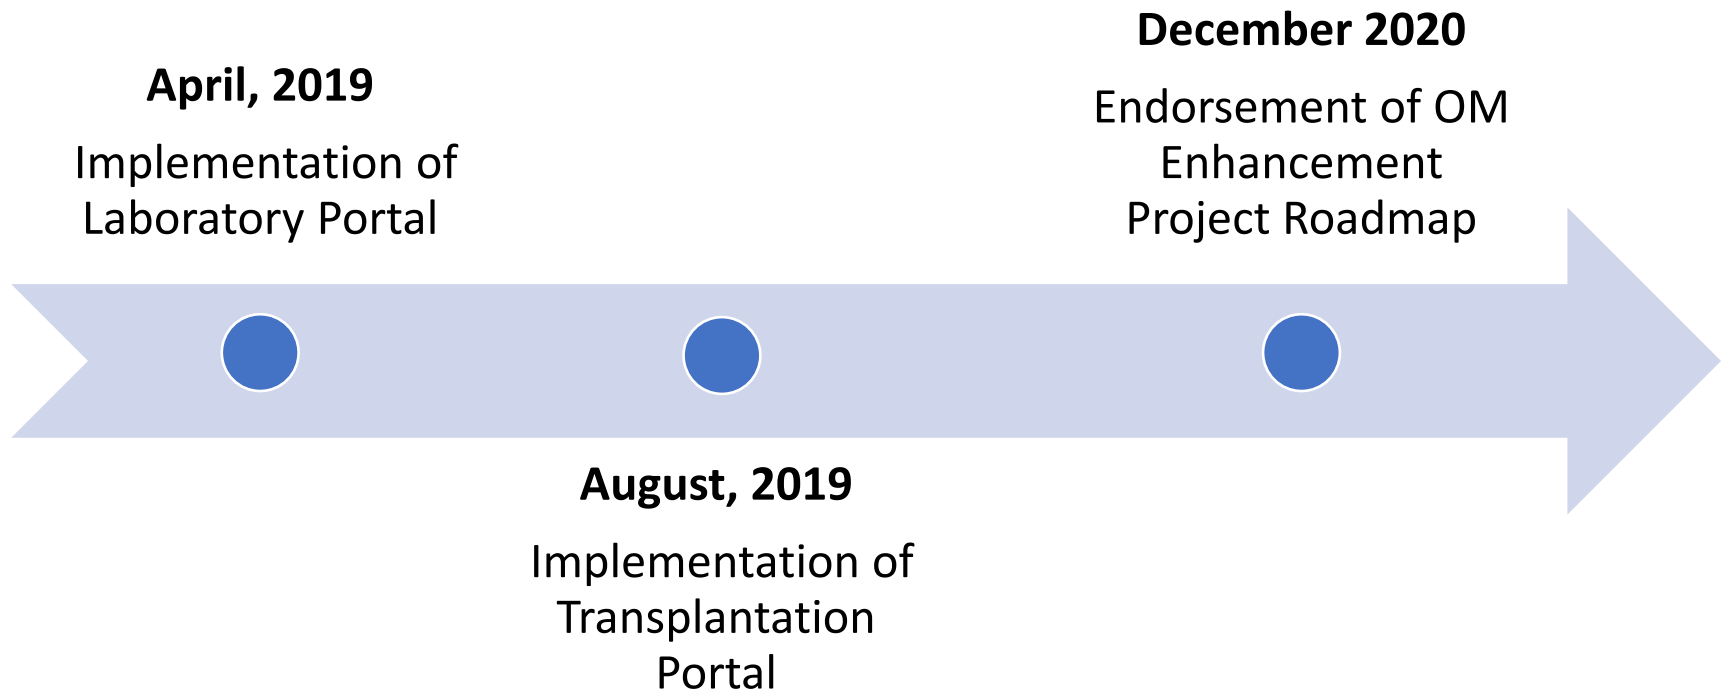 April, 2019
Implementation of
Laboratory Portal
August, 2019
Implementation of
Transplantation
Portal
December 2020
Endorsement of OM
Enhancement
Project Roadmap